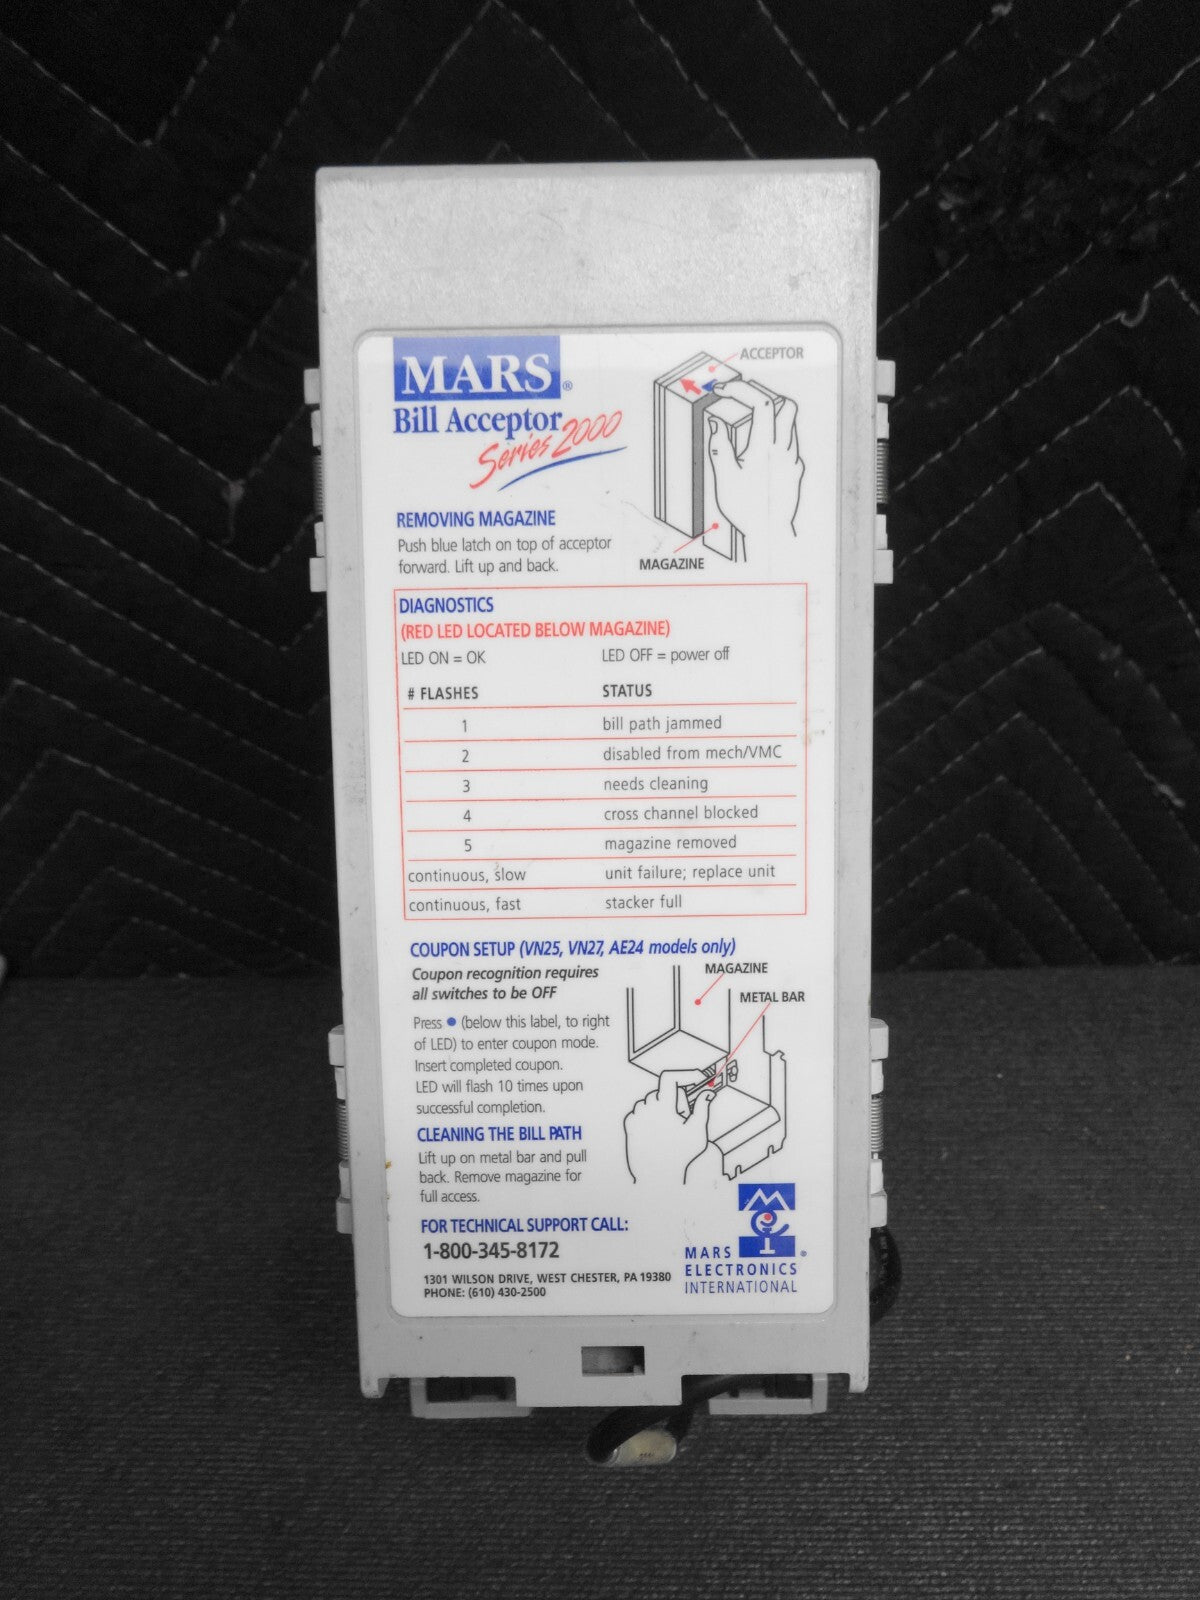 MARS®
Bill Acceptor
Series 2000
ACCEPTOR
MAGAZINE
REMOVING MAGAZINE
Push blue latch on top of acceptor
forward. Lift up and back.
DIAGNOSTICS
(RED LED LOCATED BELOW MAGAZINE)
LED ON = OK LED OFF = power off
# FLASHES STATUS
1 bill path jammed
2 disabled from mech/VMC
3 needs cleaning
4 cross channel blocked
5 magazine removed
continuous, slow unit failure; replace unit
continuous, fast stacker full
COUPON SETUP (VN25, VN27, AE24 models only)
Coupon recognition requires
all switches to be OFF
MAGAZINE
METAL BAR
Press ● (below this label, to right
of LED) to enter coupon mode.
Insert completed coupon.
LED will flash 10 times upon
successful completion.
CLEANING THE BILL PATH
Lift up on metal bar and pull
back. Remove magazine for
full access.
FOR TECHNICAL SUPPORT CALL:
1-800-345-8172
1301 WILSON DRIVE, WEST CHESTER, PA 19380
PHONE: (610) 430-2500
MARS
ELECTRONICS
INTERNATIONAL
®